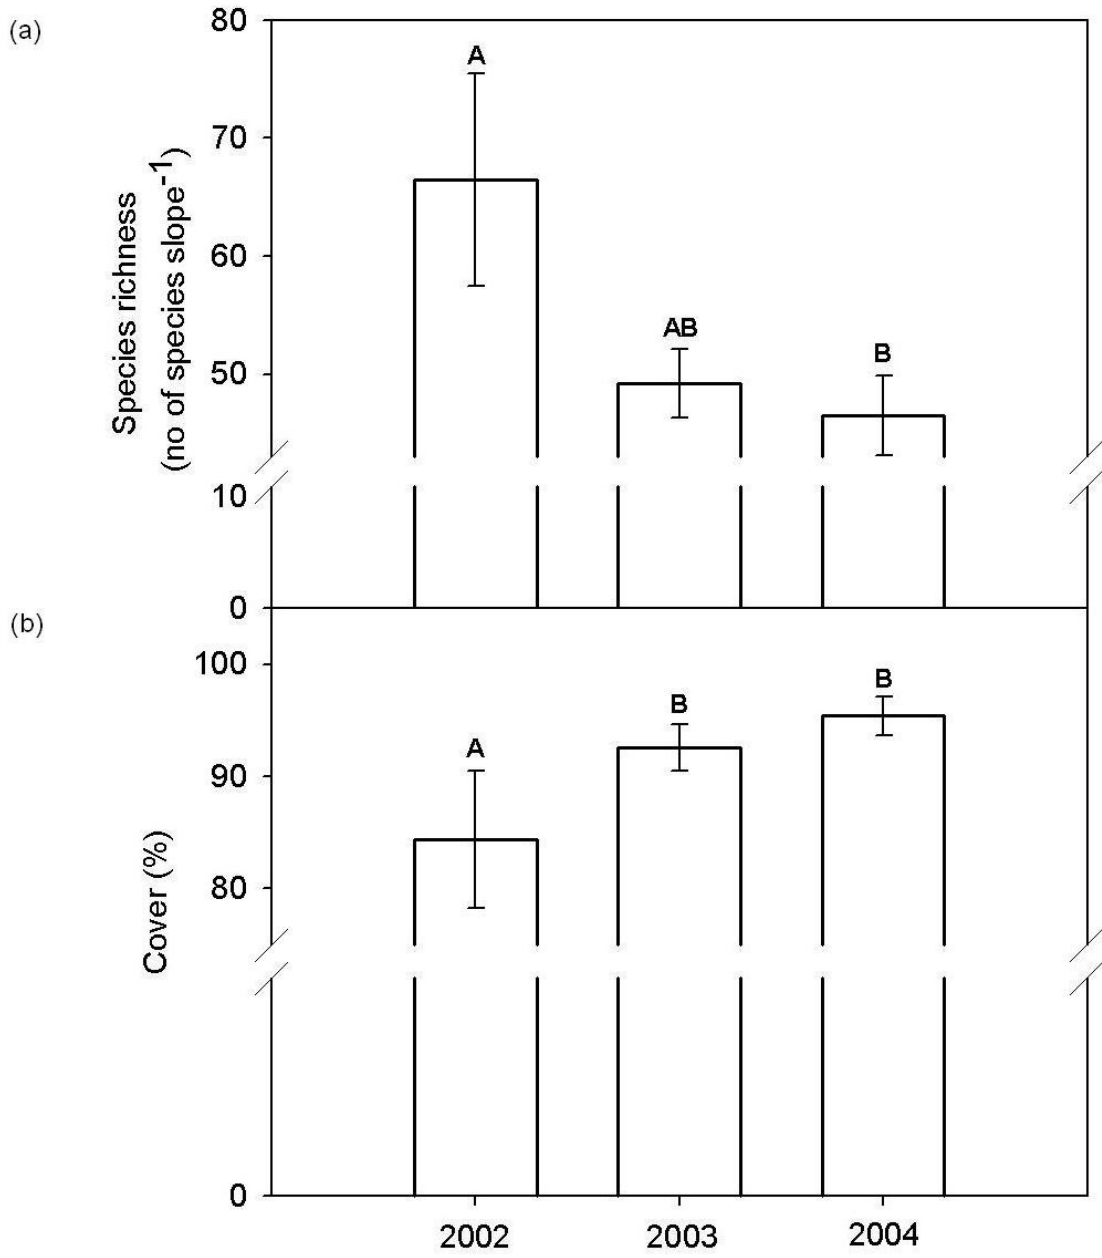 (a)
Species richness
(no of species slope-1)
80
70
60
50
10
0
A
AB
B
(b)
Cover (%)
100
90
80
0
A
B
B
2002
2003
2004